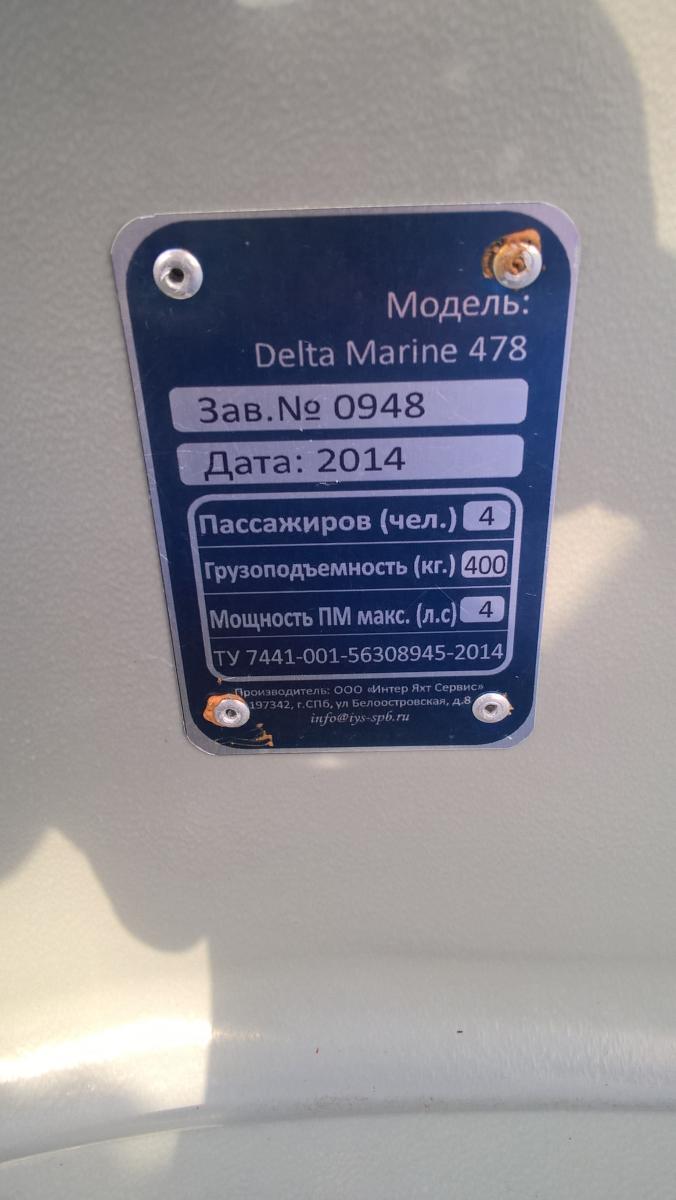 Модель:
Delta Marine 478
Зав.№ 0948
Дата: 2014
Пассажиров (чел.) 4
Грузоподъемность (кг.) 400
Мощность ПМ макс. (л.с) 4
ТУ 7441-001-56308945-2014
Производитель: ООО «Интер Яхт Сервис»
197342, г.СПб, ул Белоостровская, д.8
info@iys-spb.ru